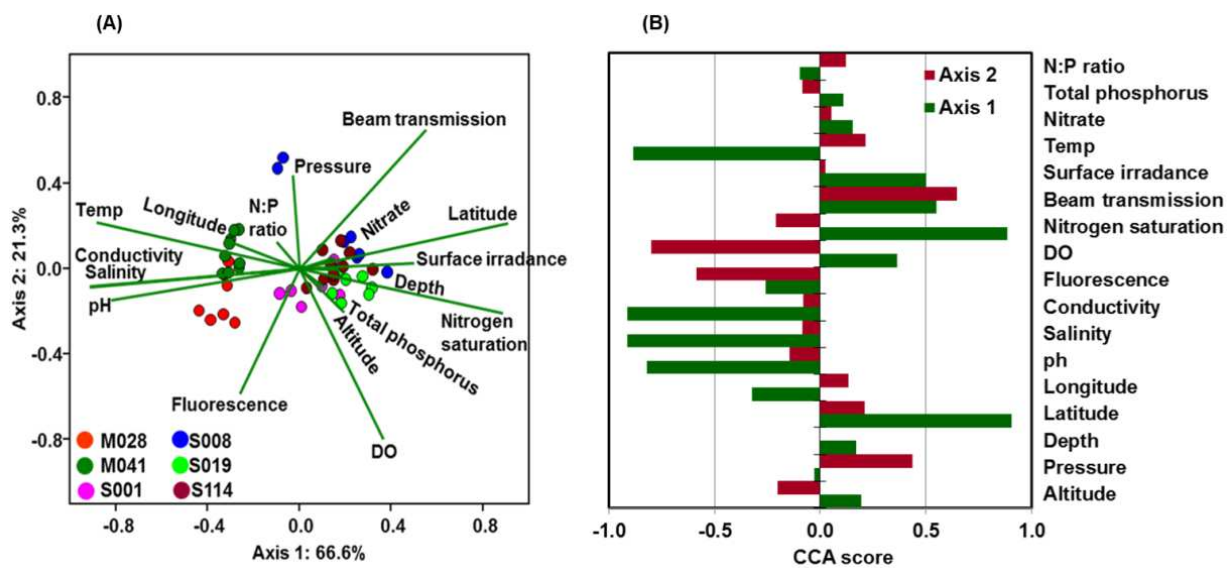 (A)
0.8
0.4
0.0
-0.4
-0.8
Axis 2: 21.3%
Beam transmission
Pressure
Temp
Longitude
N:P
ratio
Nitrate
Latitude
Conductivity
Salinity
pH
Surface irradance
Depth
Nitrogen
saturation
Total phosphorus
Altitude
Fluorescence
DO
M028
M041
S001
S008
S019
S114
-0.8
-0.4
0.0
0.4
0.8
Axis 1: 66.6%
(B)
Axis 2
Axis 1
N:P ratio
Total phosphorus
Nitrate
Temp
Surface irradance
Beam transmission
Nitrogen saturation
DO
Fluorescence
Conductivity
Salinity
ph
Longitude
Latitude
Depth
Pressure
Altitude
-1.0
-0.5
0.0
0.5
1.0
CCA score